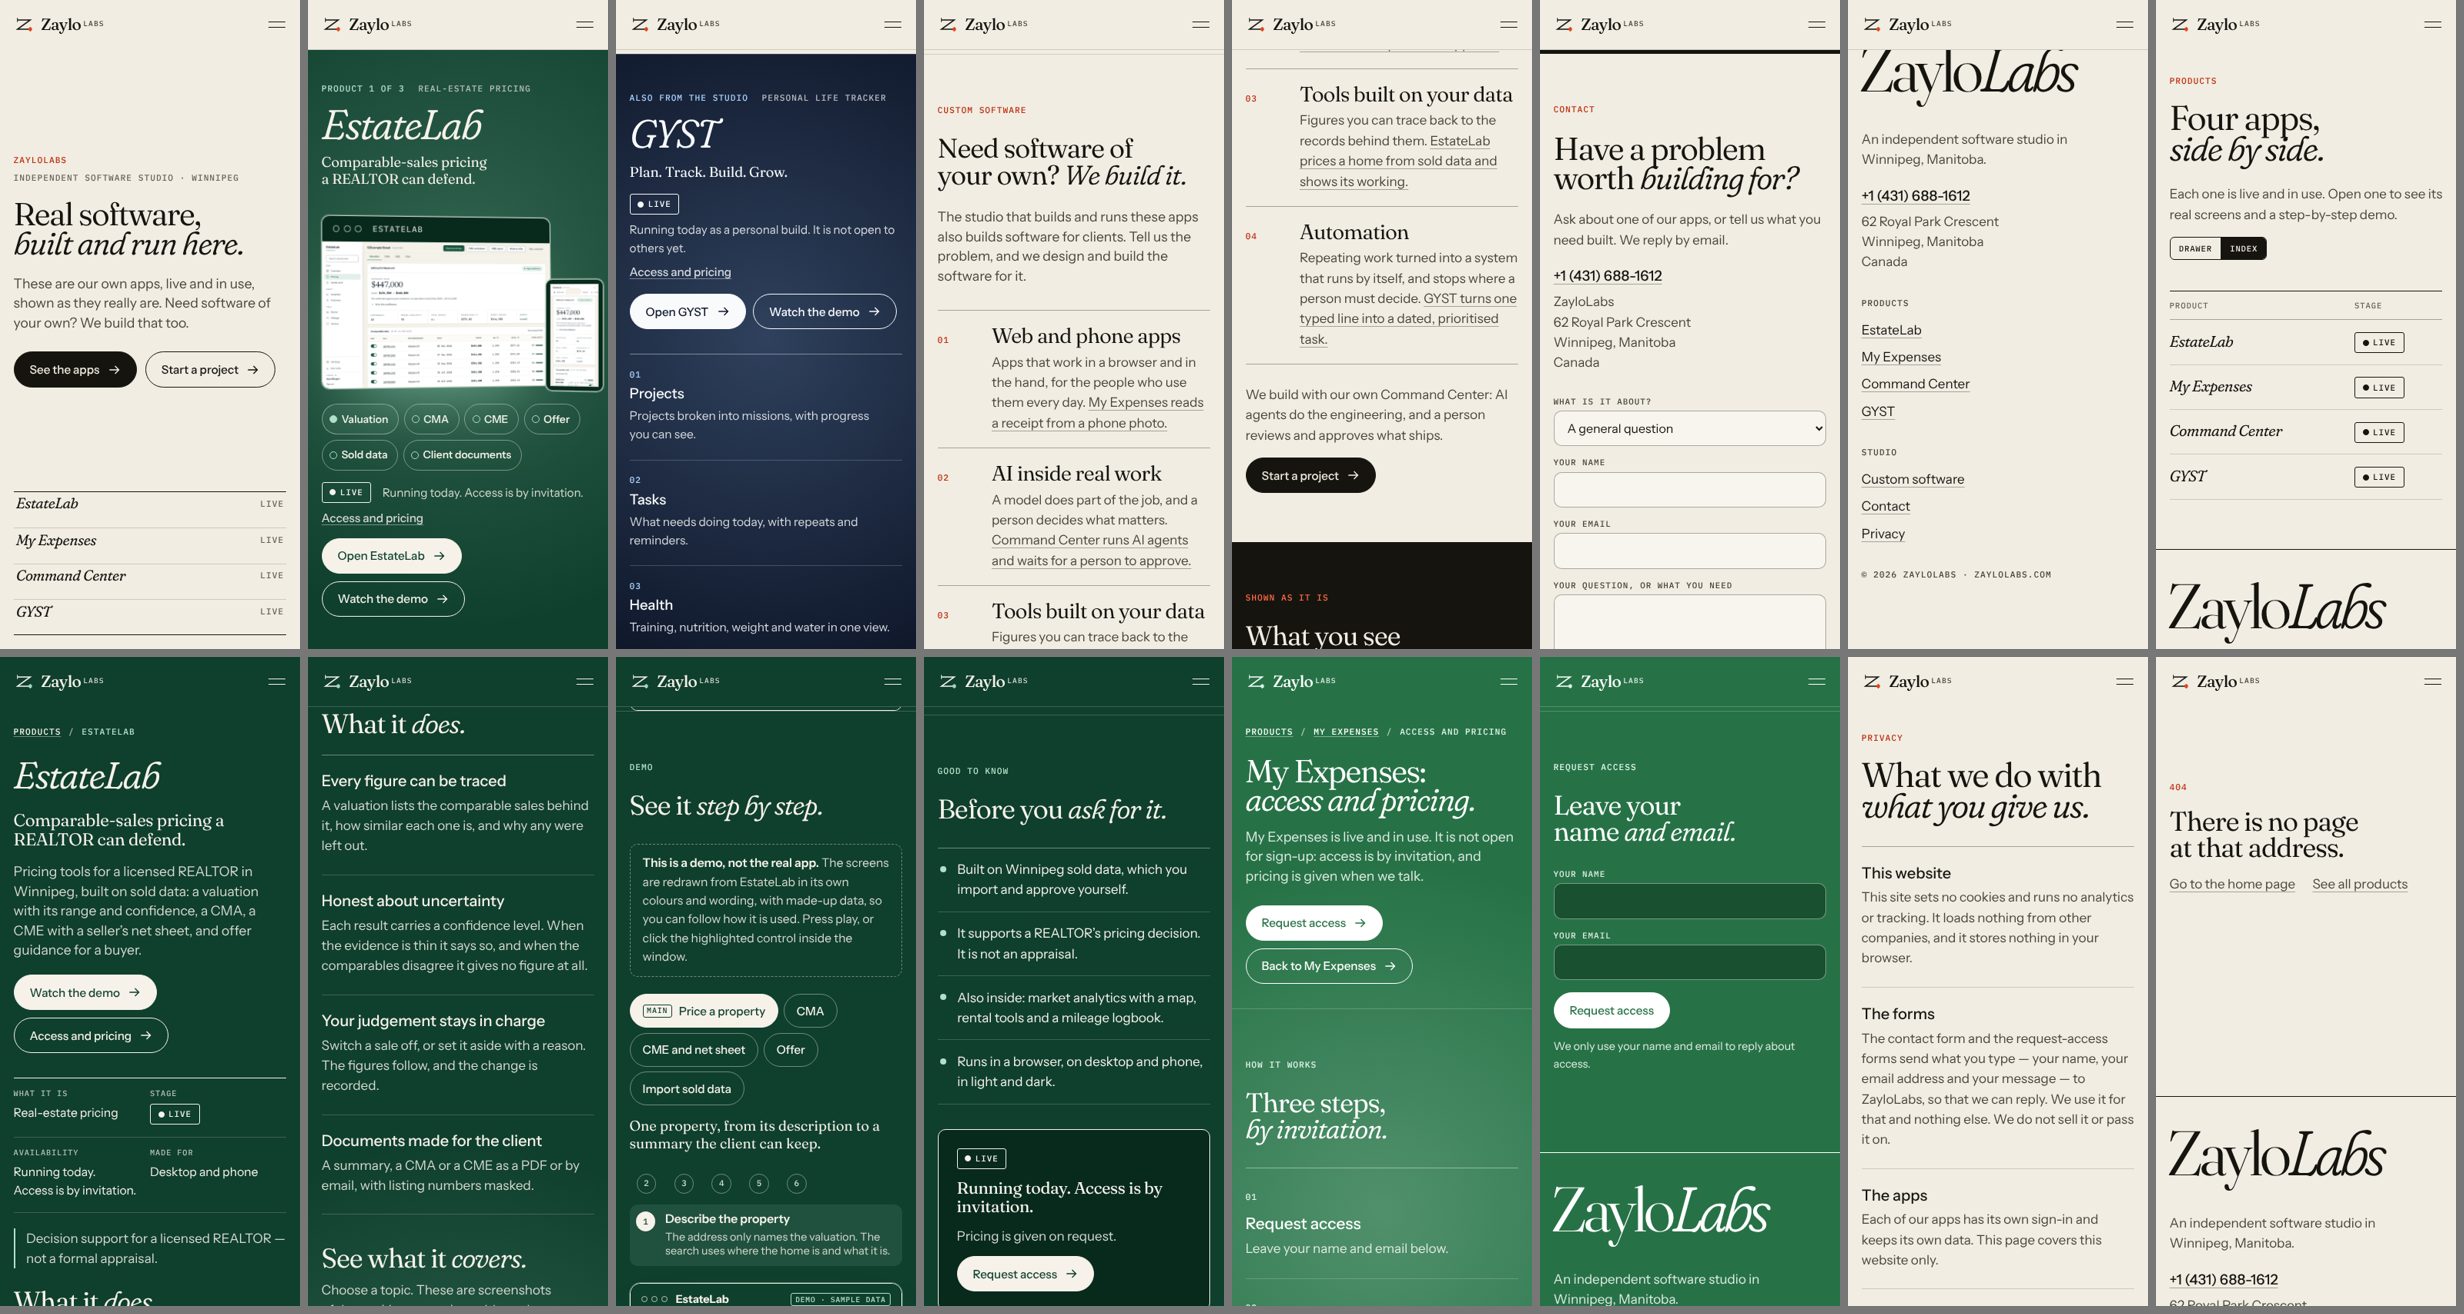 Zaylo LABS
ZAYLOLABS
INDEPENDENT SOFTWARE STUDIO · WINNIPEG
Real software,
built and run here.
These are our own apps, live and in use,
shown as they really are. Need software of
your own? We build that too.
See the apps →
Start a project →
EstateLab LIVE
My Expenses LIVE
Command Center LIVE
GYST LIVE
Zaylo LABS
PRODUCT 1 OF 3 REAL-ESTATE PRICING
EstateLab
Comparable-sales pricing
a REALTOR can defend.
ESTATELAB
$447,000
Valuation
CMA
CME
Offer
Sold data
Client documents
LIVE
Running today. Access is by invitation.
Access and pricing
Open EstateLab →
Watch the demo →
Zaylo LABS
ALSO FROM THE STUDIO PERSONAL LIFE TRACKER
GYST
Plan. Track. Build. Grow.
LIVE
Running today as a personal build. It is not open to
others yet.
Access and pricing
Open GYST →
Watch the demo →
01
Projects
Projects broken into missions, with progress
you can see.
02
Tasks
What needs doing today, with repeats and
reminders.
03
Health
Training, nutrition, weight and water in one view.
Zaylo LABS
CUSTOM SOFTWARE
Need software of
your own? We build it.
The studio that builds and runs these apps
also builds software for clients. Tell us the
problem, and we design and build the
software for it.
01
Web and phone apps
Apps that work in a browser and in
the hand, for the people who use
them every day. My Expenses reads
a receipt from a phone photo.
02
AI inside real work
A model does part of the job, and a
person decides what matters.
Command Center runs AI agents
and waits for a person to approve.
03
Tools built on your data
Figures you can trace back to the
Zaylo LABS
03
Tools built on your data
Figures you can trace back to the
records behind them. EstateLab
prices a home from sold data and
shows its working.
04
Automation
Repeating work turned into a system
that runs by itself, and stops where a
person must decide. GYST turns one
typed line into a dated, prioritised
task.
We build with our own Command Center: AI
agents do the engineering, and a person
reviews and approves what ships.
Start a project →
SHOWN AS IT IS
What you see
Zaylo LABS
CONTACT
Have a problem
worth building for?
Ask about one of our apps, or tell us what you
need built. We reply by email.
+1 (431) 688-1612
ZayloLabs
62 Royal Park Crescent
Winnipeg, Manitoba
Canada
WHAT IS IT ABOUT?
A general question
YOUR NAME
YOUR EMAIL
YOUR QUESTION, OR WHAT YOU NEED
Zaylo LABS
ZayloLabs
An independent software studio in
Winnipeg, Manitoba.
+1 (431) 688-1612
62 Royal Park Crescent
Winnipeg, Manitoba
Canada
PRODUCTS
EstateLab
My Expenses
Command Center
GYST
STUDIO
Custom software
Contact
Privacy
© 2026 ZAYLOLABS · ZAYLOLABS.COM
Zaylo LABS
PRODUCTS
Four apps,
side by side.
Each one is live and in use. Open one to see its
real screens and a step-by-step demo.
DRAWER INDEX
PRODUCT STAGE
EstateLab LIVE
My Expenses LIVE
Command Center LIVE
GYST LIVE
ZayloLabs
Zaylo LABS
PRODUCTS / ESTATELAB
EstateLab
Comparable-sales pricing a
REALTOR can defend.
Pricing tools for a licensed REALTOR in
Winnipeg, built on sold data: a valuation
with its range and confidence, a CMA, a
CME with a seller's net sheet, and offer
guidance for a buyer.
Watch the demo →
Access and pricing →
WHAT IT IS STAGE
Real-estate pricing LIVE
AVAILABILITY MADE FOR
Running today. Desktop and phone
Access is by invitation.
Decision support for a licensed REALTOR —
not a formal appraisal.
What it does.
Zaylo LABS
What it does.
Every figure can be traced
A valuation lists the comparable sales behind
it, how similar each one is, and why any were
left out.
Honest about uncertainty
Each result carries a confidence level. When
the evidence is thin it says so, and when the
comparables disagree it gives no figure at all.
Your judgement stays in charge
Switch a sale off, or set it aside with a reason.
The figures follow, and the change is
recorded.
Documents made for the client
A summary, a CMA or a CME as a PDF or by
email, with listing numbers masked.
See what it covers.
Choose a topic. These are screenshots
Zaylo LABS
DEMO
See it step by step.
This is a demo, not the real app. The screens
are redrawn from EstateLab in its own
colours and wording, with made-up data, so
you can follow how it is used. Press play, or
click the highlighted control inside the
window.
MAIN Price a property
CMA
CME and net sheet
Offer
Import sold data
One property, from its description to a
summary the client can keep.
2 3 4 5 6
1 Describe the property
The address only names the valuation. The
search uses where the home is and what it is.
EstateLab DEMO · SAMPLE DATA
Zaylo LABS
GOOD TO KNOW
Before you ask for it.
Built on Winnipeg sold data, which you
import and approve yourself.
It supports a REALTOR's pricing decision.
It is not an appraisal.
Also inside: market analytics with a map,
rental tools and a mileage logbook.
Runs in a browser, on desktop and phone,
in light and dark.
LIVE
Running today. Access is by
invitation.
Pricing is given on request.
Request access →
Zaylo LABS
PRODUCTS / MY EXPENSES / ACCESS AND PRICING
My Expenses:
access and pricing.
My Expenses is live and in use. It is not open
for sign-up: access is by invitation, and
pricing is given when we talk.
Request access →
Back to My Expenses →
HOW IT WORKS
Three steps,
by invitation.
01
Request access
Leave your name and email below.
Zaylo LABS
REQUEST ACCESS
Leave your
name and email.
YOUR NAME
YOUR EMAIL
Request access
We only use your name and email to reply about
access.
ZayloLabs
An independent software studio in
Winnipeg, Manitoba.
Zaylo LABS
PRIVACY
What we do with
what you give us.
This website
This site sets no cookies and runs no analytics
or tracking. It loads nothing from other
companies, and it stores nothing in your
browser.
The forms
The contact form and the request-access
forms send what you type — your name, your
email address and your message — to
ZayloLabs, so that we can reply. We use it for
that and nothing else. We do not sell it or pass
it on.
The apps
Each of our apps has its own sign-in and
keeps its own data. This page covers this
website only.
Zaylo LABS
404
There is no page
at that address.
Go to the home page See all products
ZayloLabs
An independent software studio in
Winnipeg, Manitoba.
+1 (431) 688-1612
62 Royal Park Crescent